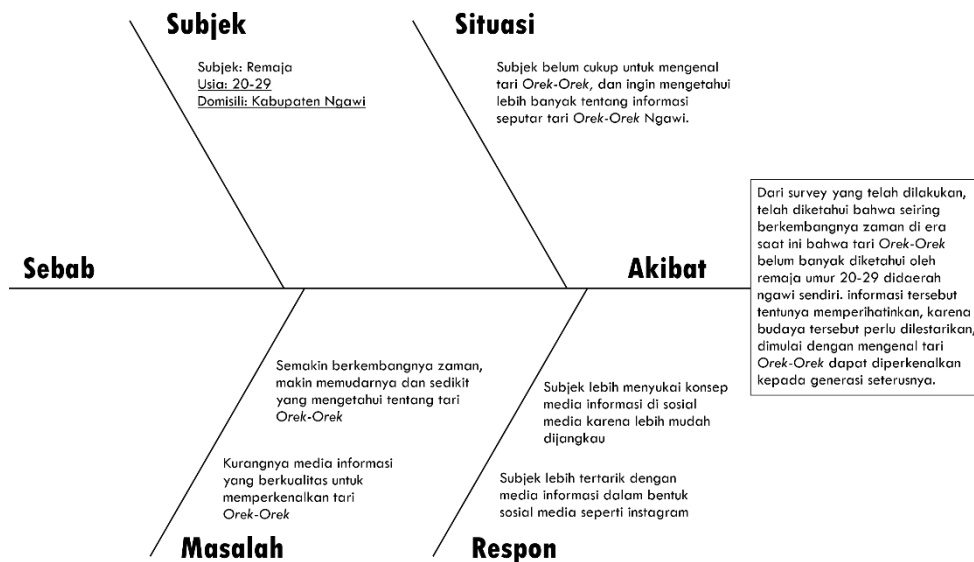 Subjek
Subjek: Remaja
Usia: 20-29
Domisili: Kabupaten Ngawi
Situasi
Subjek belum cukup untuk mengenal
tari Orek-Orek, dan ingin mengetahui
lebih banyak tentang informasi
seputar tari Orek-Orek Ngawi.
Sebab
Akibat
Dari survey yang telah dilakukan,
telah diketahui bahwa seiring
berkembangnya zaman di era
saat ini bahwa tari Orek-Orek
belum banyak diketahui oleh
remaja umur 20-29 didaerah
ngawi sendiri. informasi tersebut
tentunya memperihatinkan, karena
budaya tersebut perlu dilestarikan,
dimulai dengan mengenal tari
Orek-Orek dapat diperkenalkan
kepada generasi seterusnya.
Semakin berkembangnya zaman,
makin memudarnya dan sedikit
yang mengetahui tentang tari
Orek-Orek
Kurangnya media informasi
yang berkualitas untuk
memperkenalkan tari
Orek-Orek
Masalah
Subjek lebih menyukai konsep
media informasi di sosial
media karena lebih mudah
dijangkau
Subjek lebih tertarik dengan
media informasi dalam bentuk
sosial media seperti instagram
Respon